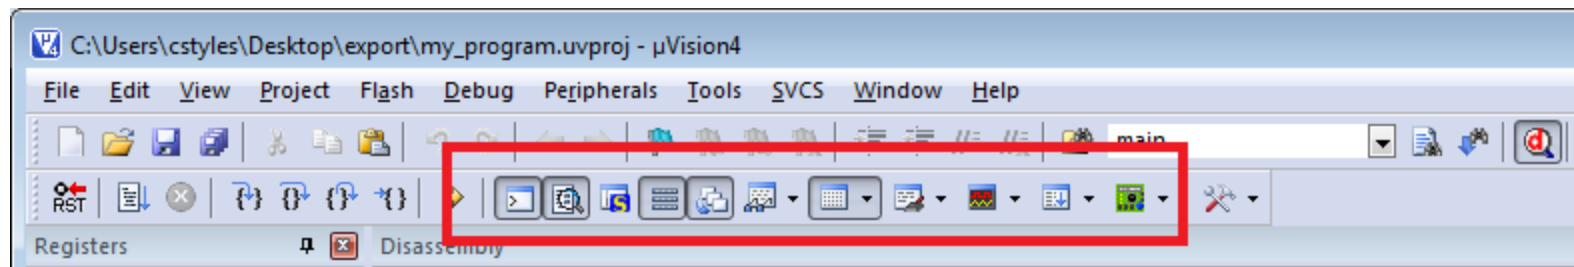 C:\Users\cstyles\Desktop\export\my_program.uvproj - µVision4
File Edit View Project Flash Debug Peripherals Tools SVCS Window Help
main
RST
Registers Disassembly